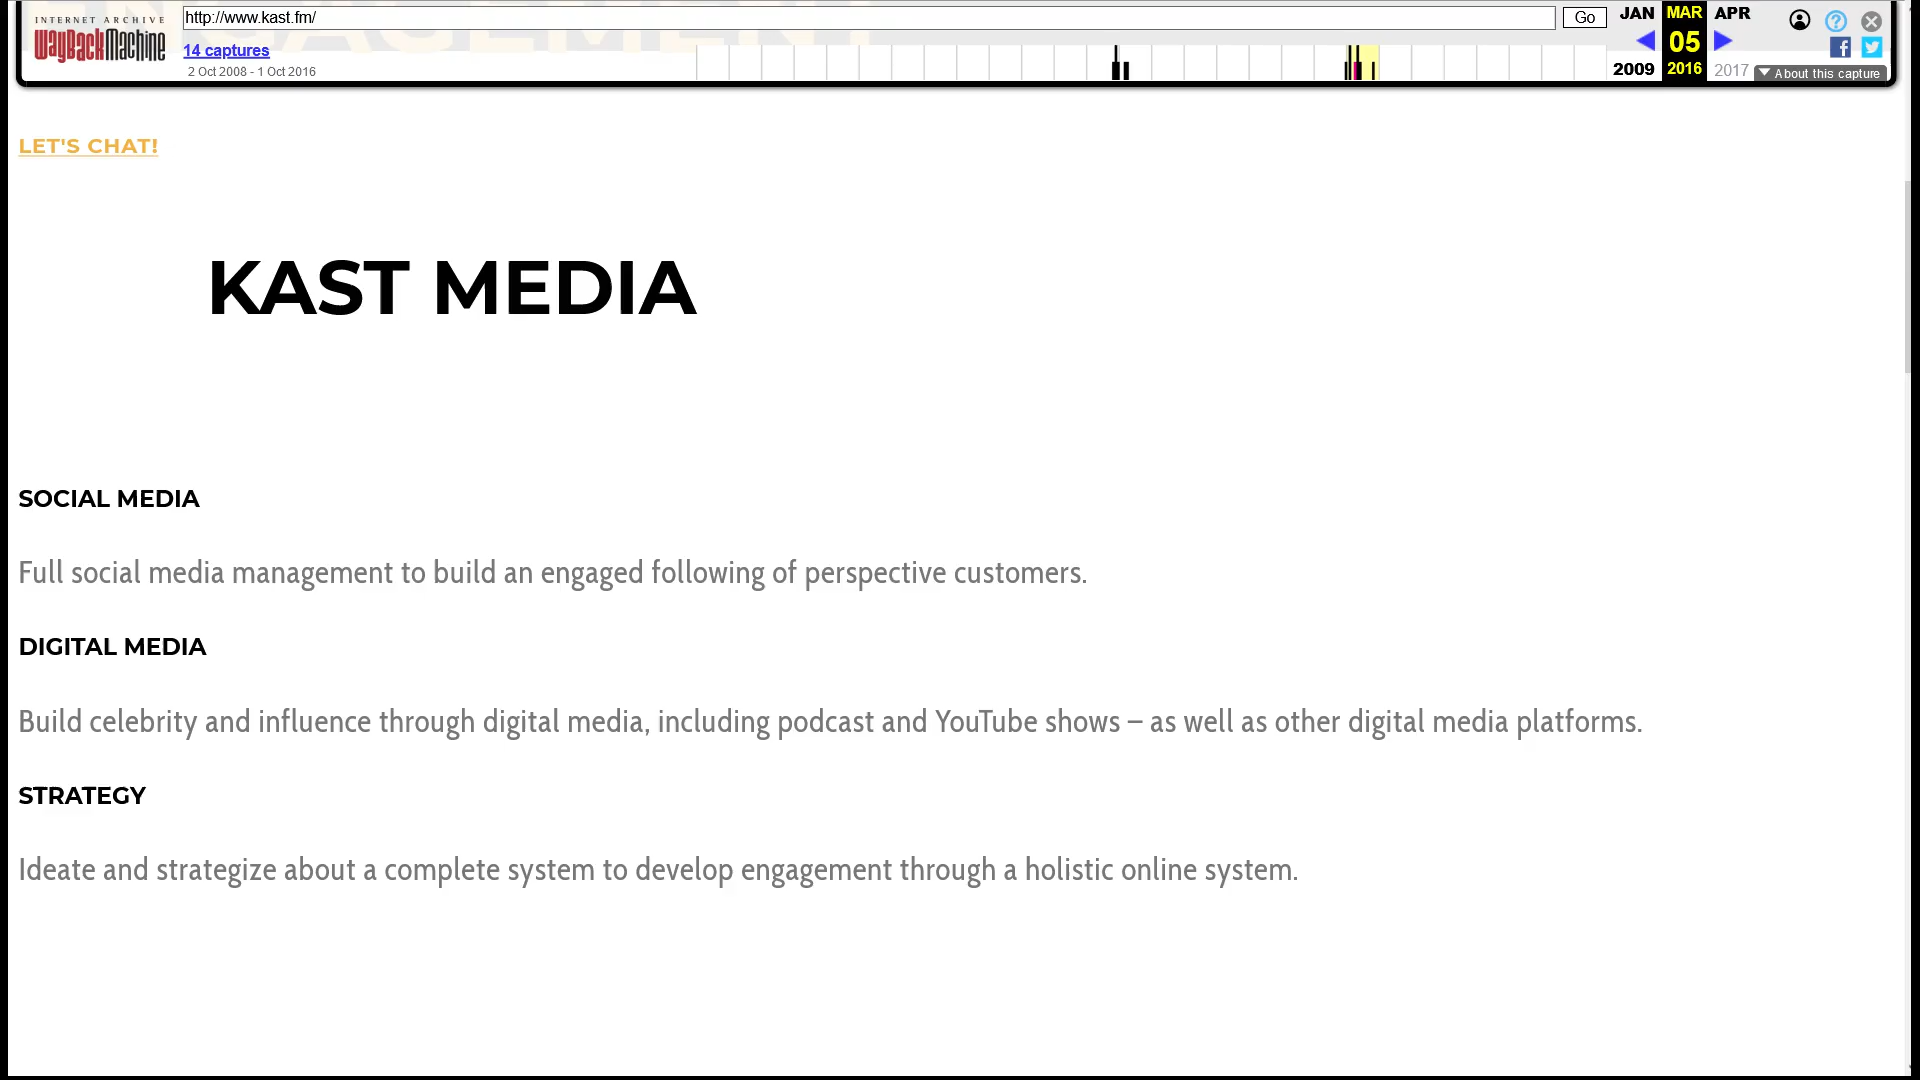 ENGAGEMENT
INTERNET ARCHIVE
WayBackMachine
http://www.kast.fm/
Go
14 captures
2 Oct 2008 - 1 Oct 2016
JAN
MAR
APR
05
2009
2016
2017
f
About this capture
LET'S CHAT!
KAST MEDIA
SOCIAL MEDIA
Full social media management to build an engaged following of perspective customers.
DIGITAL MEDIA
Build celebrity and influence through digital media, including podcast and YouTube shows – as well as other digital media platforms.
STRATEGY
Ideate and strategize about a complete system to develop engagement through a holistic online system.